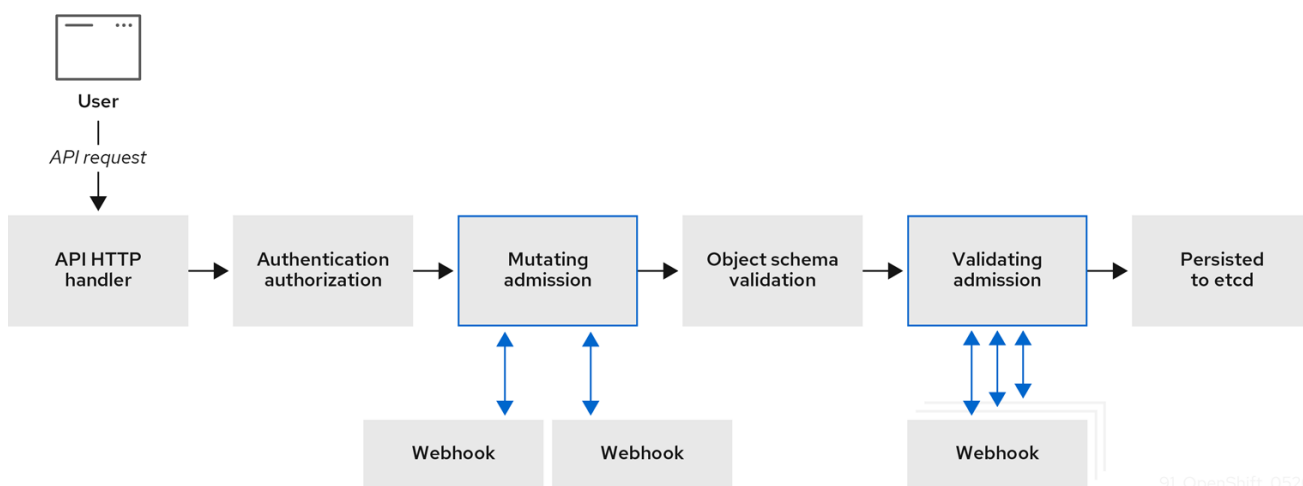 User
API request
API HTTP
handler
Authentication
authorization
Mutating
admission
Object schema
validation
Validating
admission
Persisted
to etcd
Webhook
Webhook
Webhook
91_OpenShift_052